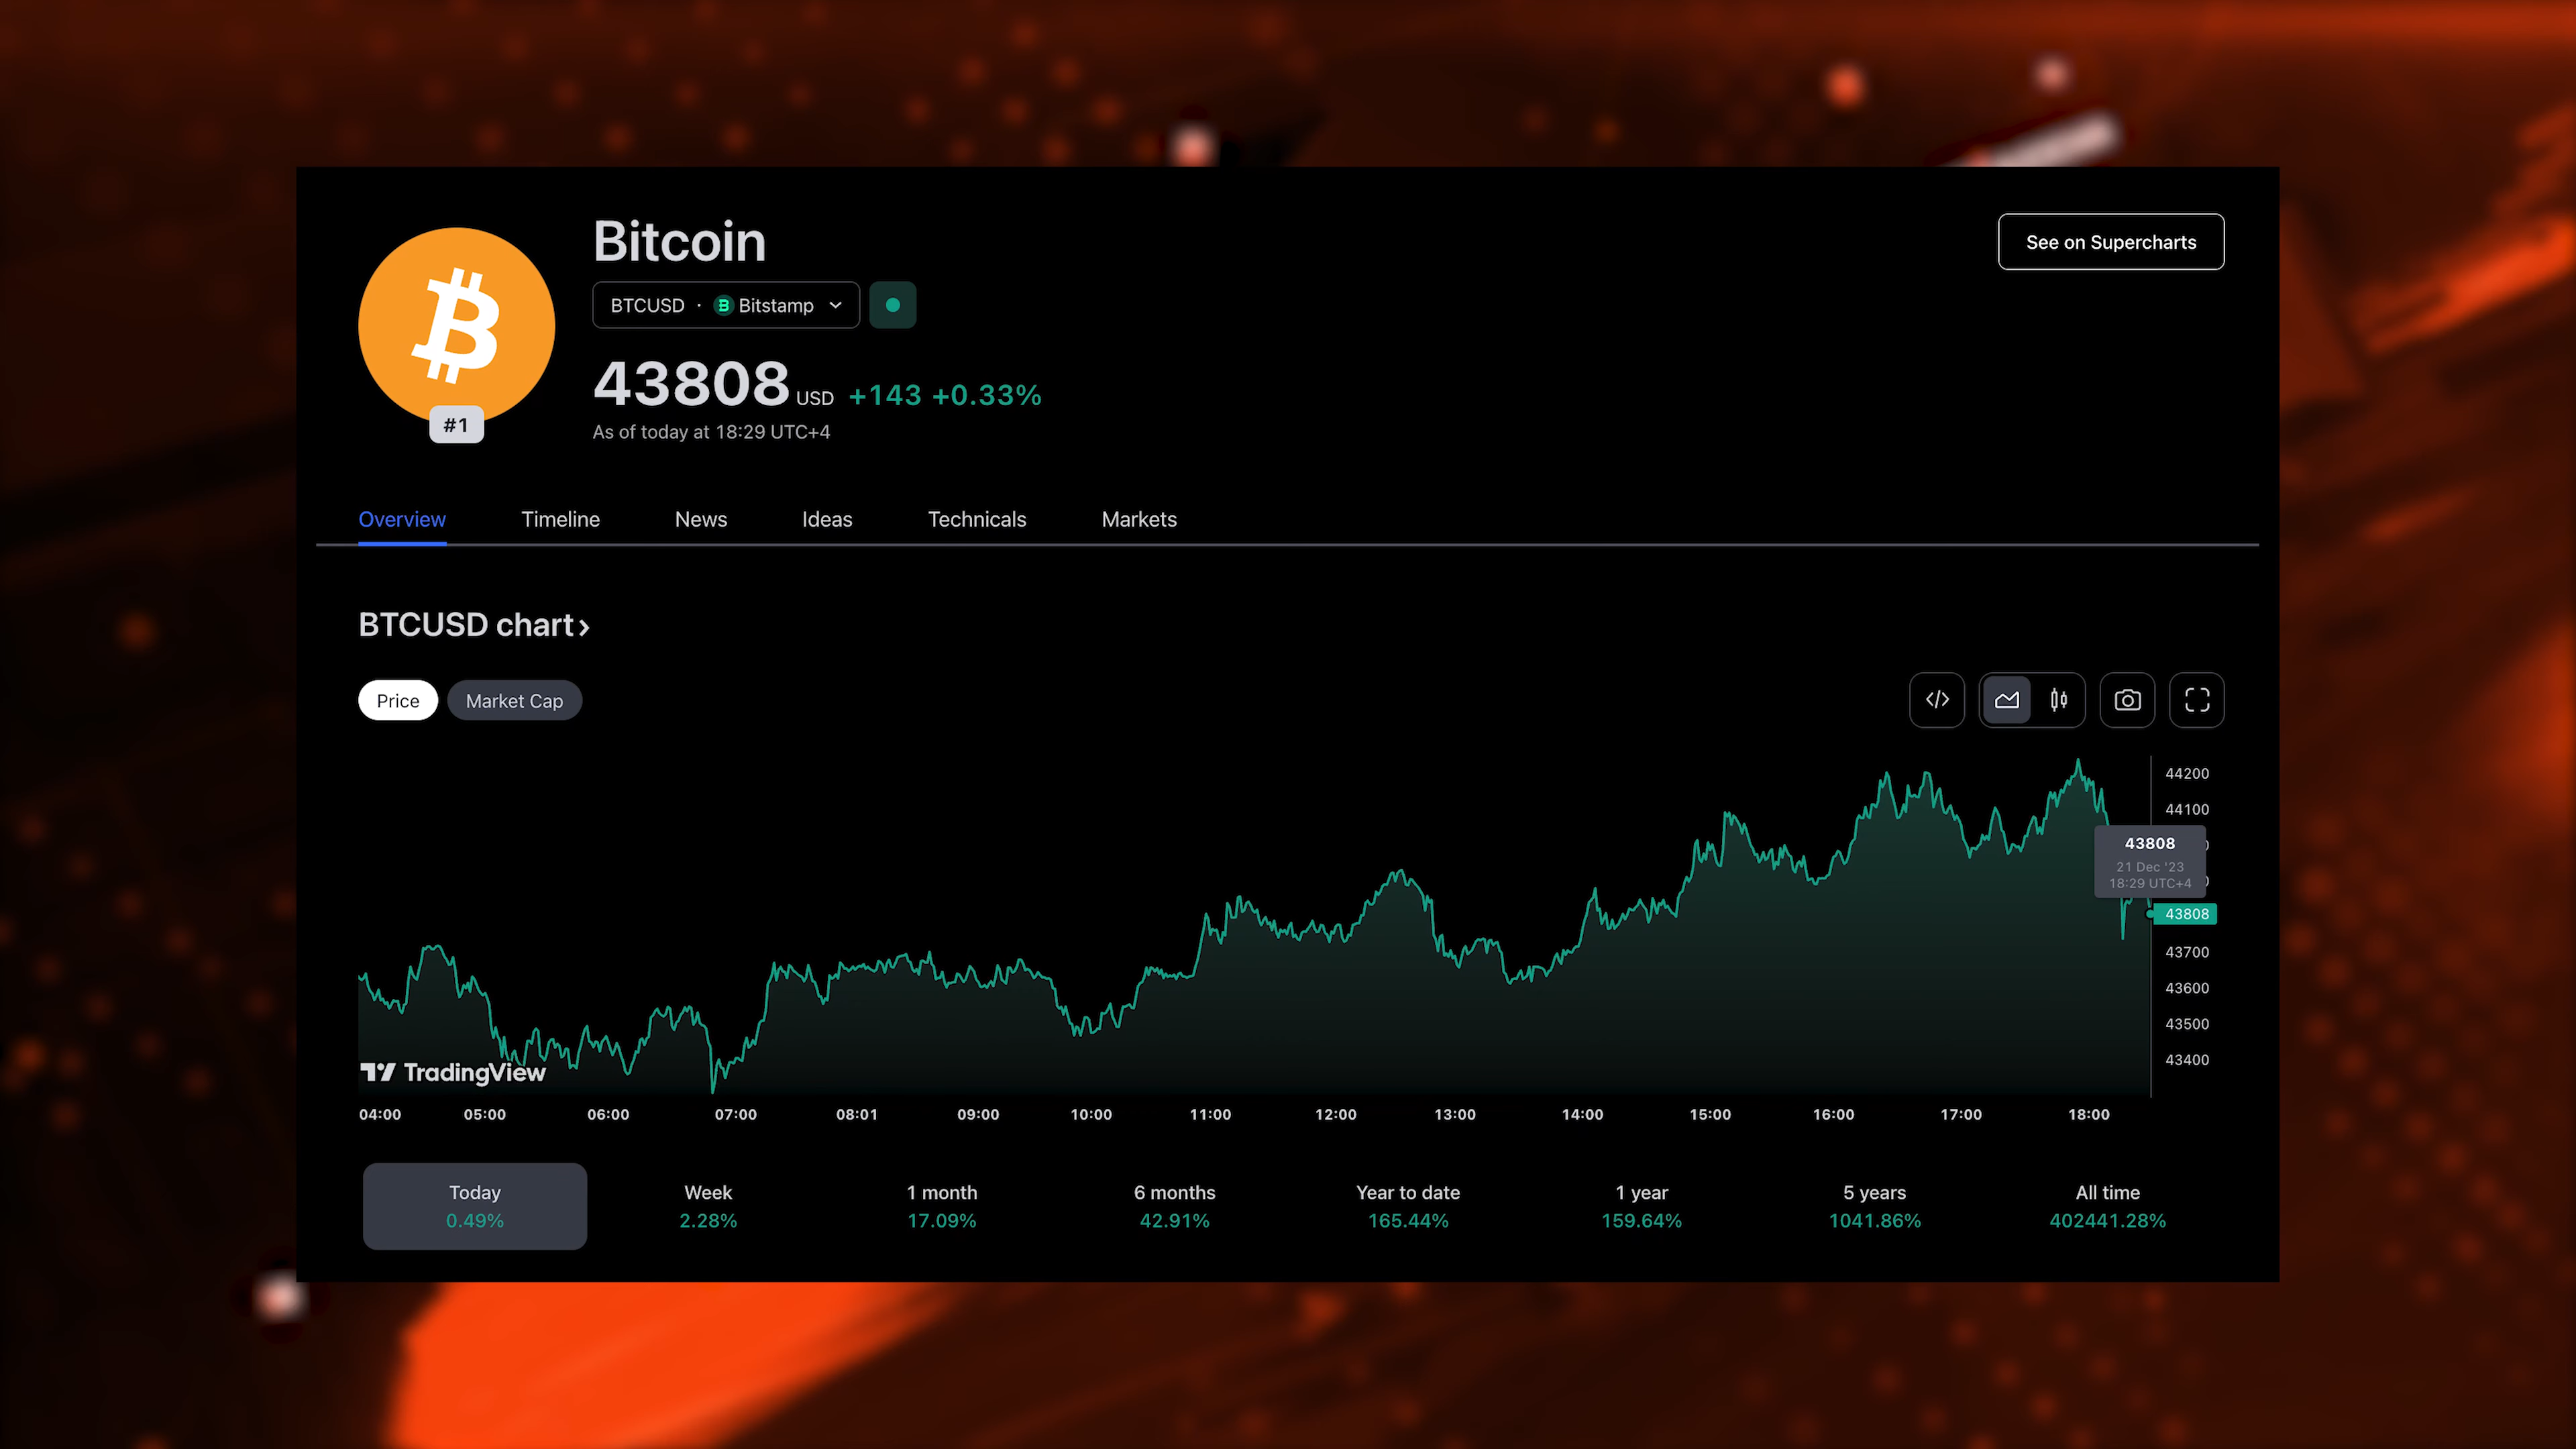 Bitcoin
See on Supercharts
BTCUSD · Bitstamp
43808 USD +143 +0.33%
#1
As of today at 18:29 UTC+4
Overview Timeline News Ideas Technicals Markets
BTCUSD chart ›
Price Market Cap
44200
44100
43808
21 Dec '23
18:29 UTC+4
43808
43700
43600
43500
43400
TradingView
04:00 05:00 06:00 07:00 08:01 09:00 10:00 11:00 12:00 13:00 14:00 15:00 16:00 17:00 18:00
Today Week 1 month 6 months Year to date 1 year 5 years All time
0.49% 2.28% 17.09% 42.91% 165.44% 159.64% 1041.86% 402441.28%